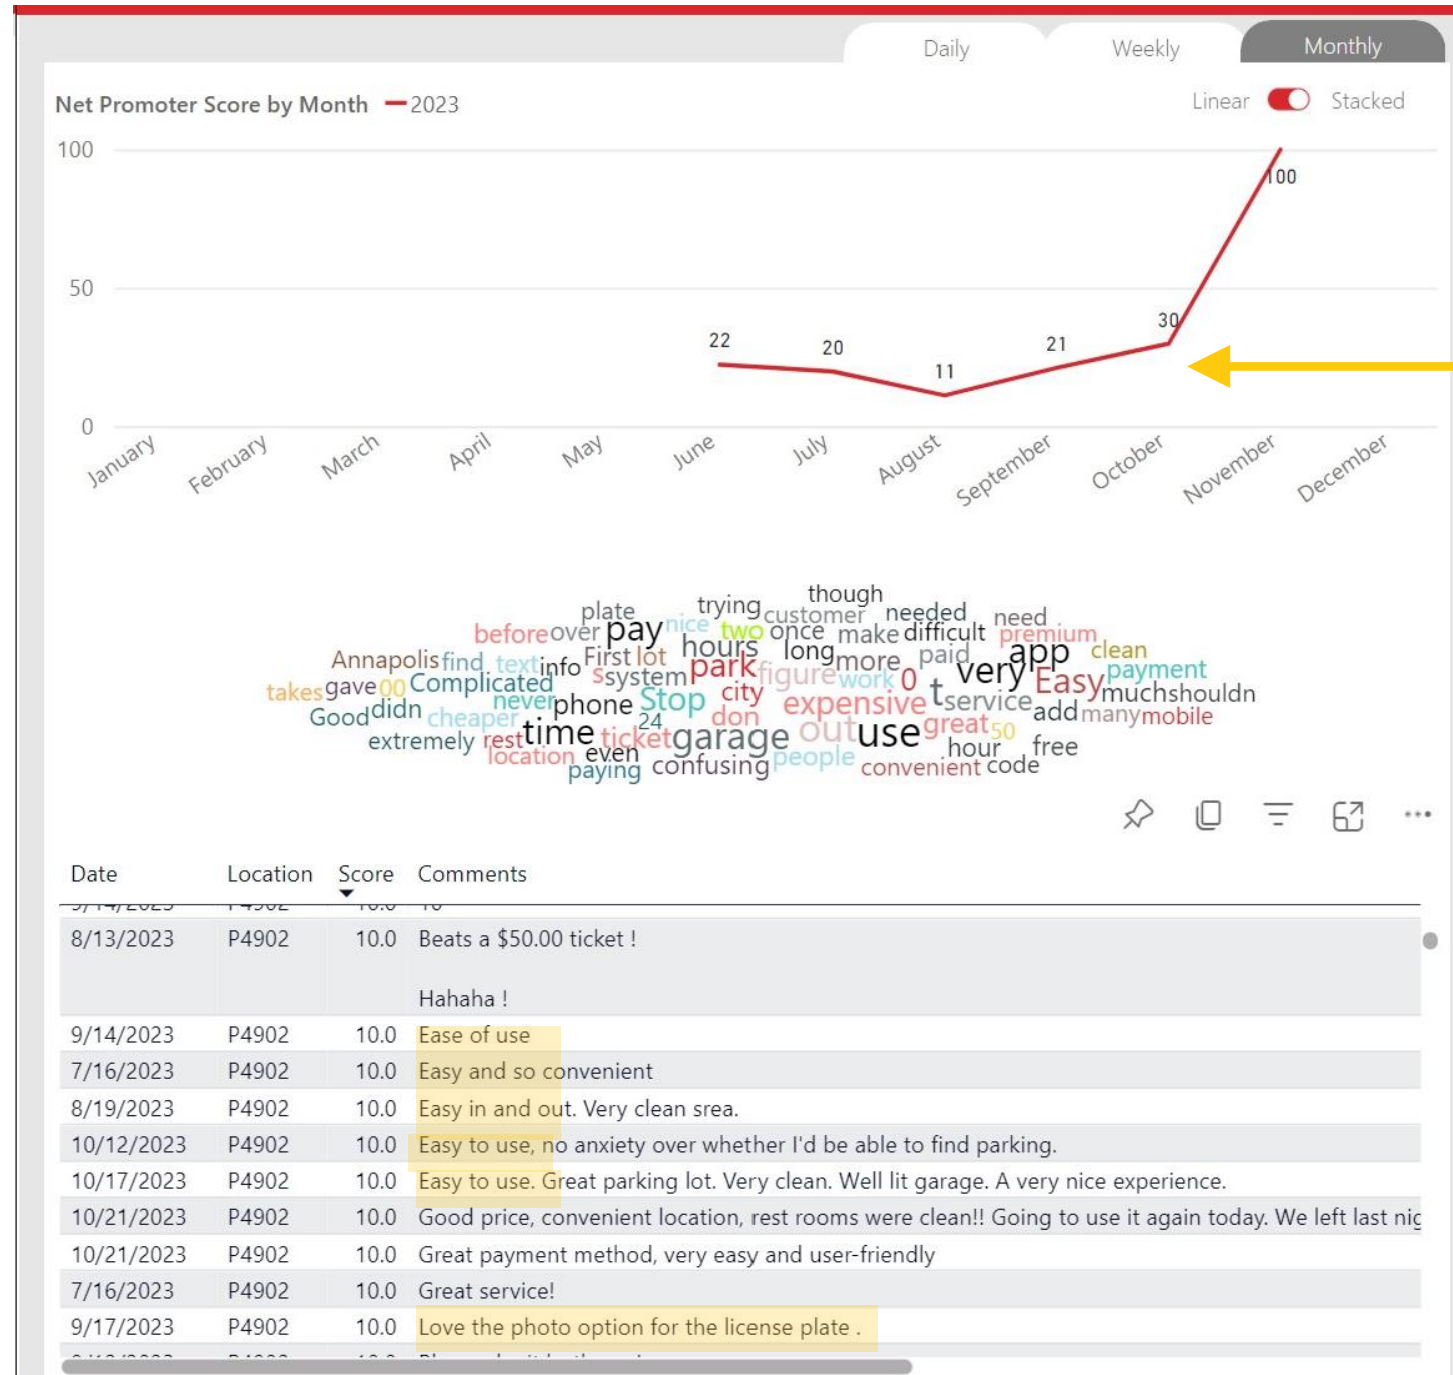 Daily Weekly Monthly
Net Promoter Score by Month 2023 Linear Stacked
100
100
50
30
22
20
21
11
0
January February March April May June July August September October November December
though
plate trying customer needed need
before over pay nice two once make difficult premium
Annapolis find text info First lot hours long more paid very app clean
takes gave 00 Complicated system park figure work 0 t Easy payment
never phone Stop city expensive service much shouldn
Good didn cheaper 24 don add many mobile
extremely rest time ticket garage out use great 50
location even hour free
paying confusing people convenient code
Date Location Score Comments
8/13/2023 P4902 10.0 Beats a $50.00 ticket !
Hahaha !
9/14/2023 P4902 10.0 Ease of use
7/16/2023 P4902 10.0 Easy and so convenient
8/19/2023 P4902 10.0 Easy in and out. Very clean srea.
10/12/2023 P4902 10.0 Easy to use, no anxiety over whether I'd be able to find parking.
10/17/2023 P4902 10.0 Easy to use. Great parking lot. Very clean. Well lit garage. A very nice experience.
10/21/2023 P4902 10.0 Good price, convenient location, rest rooms were clean!! Going to use it again today. We left last nig
10/21/2023 P4902 10.0 Great payment method, very easy and user-friendly
7/16/2023 P4902 10.0 Great service!
9/17/2023 P4902 10.0 Love the photo option for the license plate .